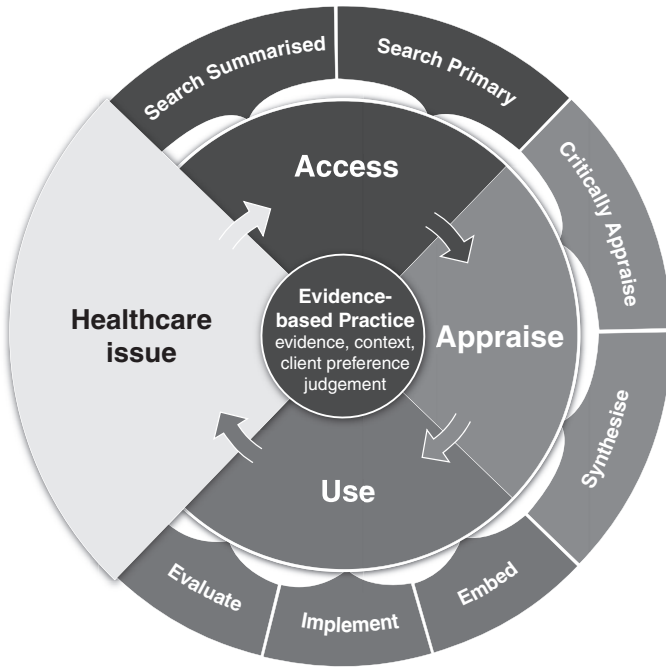 Search Summarised
Search Primary
Critically Appraise
Synthesise
Embed
Implement
Evaluate
Access
Appraise
Use
Healthcare
issue
Evidence-
based Practice
evidence, context,
client preference
judgement